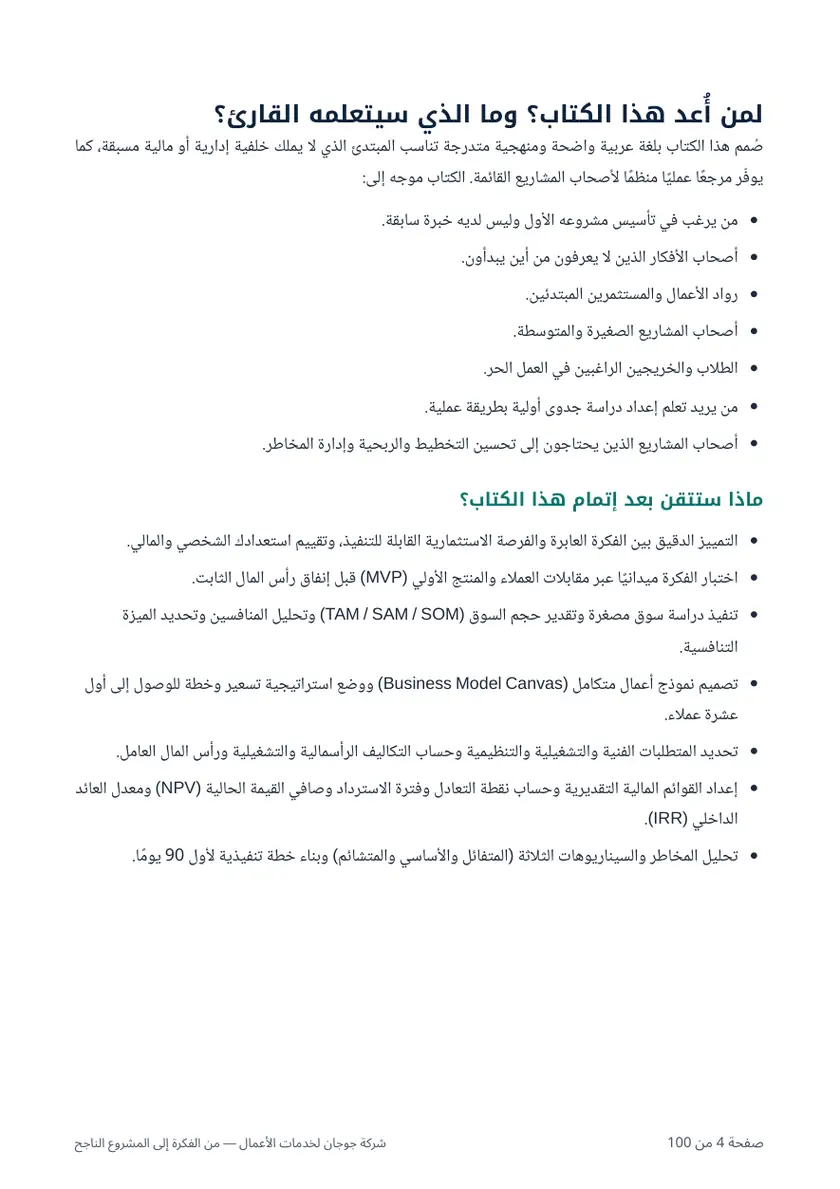 لمن أُعد هذا الكتاب؟ وما الذي سيتعلمه القارئ؟
صُمم هذا الكتاب بلغة عربية واضحة ومنهجية متدرجة تناسب المبتدئ الذي لا يملك خلفية إدارية أو مالية مسبقة، كما
يوفّر مرجعًا عمليًا منظمًا لأصحاب المشاريع القائمة. الكتاب موجه إلى:
• من يرغب في تأسيس مشروعه الأول وليس لديه خبرة سابقة.
• أصحاب الأفكار الذين لا يعرفون من أين يبدأون.
• رواد الأعمال والمستثمرين المبتدئين.
• أصحاب المشاريع الصغيرة والمتوسطة.
• الطلاب والخريجين الراغبين في العمل الحر.
• من يريد تعلم إعداد دراسة جدوى أولية بطريقة عملية.
• أصحاب المشاريع الذين يحتاجون إلى تحسين التخطيط والربحية وإدارة المخاطر.
ماذا ستتقن بعد إتمام هذا الكتاب؟
• التمييز الدقيق بين الفكرة العابرة والفرصة الاستثمارية القابلة للتنفيذ، وتقييم استعدادك الشخصي والمالي.
• اختبار الفكرة ميدانيًا عبر مقابلات العملاء والمنتج الأولي (MVP) قبل إنفاق رأس المال الثابت.
• تنفيذ دراسة سوق مصغرة وتقدير حجم السوق (TAM / SAM / SOM) وتحليل المنافسين وتحديد الميزة
التنافسية.
• تصميم نموذج أعمال متكامل (Business Model Canvas) ووضع استراتيجية تسعير وخطة للوصول إلى أول
عشرة عملاء.
• تحديد المتطلبات الفنية والتشغيلية والتنظيمية وحساب التكاليف الرأسمالية والتشغيلية ورأس المال العامل.
• إعداد القوائم المالية التقديرية وحساب نقطة التعادل وفترة الاسترداد وصافي القيمة الحالية (NPV) ومعدل العائد
الداخلي (IRR).
• تحليل المخاطر والسيناريوهات الثلاثة (المتفائل والأساسي والمتشائم) وبناء خطة تنفيذية لأول 90 يومًا.
صفحة 4 من 100
شركة جوجان لخدمات الأعمال — من الفكرة إلى المشروع الناجح